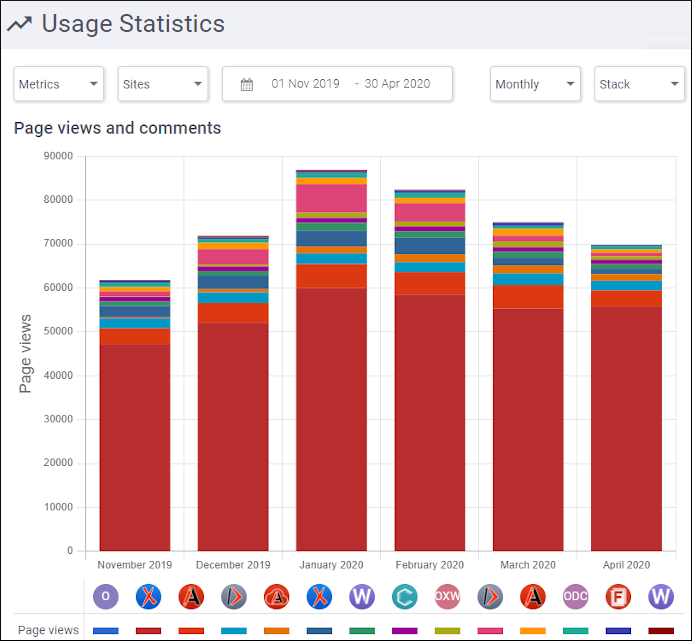 Usage Statistics
Metrics Sites 01 Nov 2019 - 30 Apr 2020 Monthly Stack
Page views and comments
90000
80000
70000
60000
50000
40000
30000
20000
10000
0
Page views
November 2019 December 2019 January 2020 February 2020 March 2020 April 2020
O X A A X W C OXW A ODC F W
Page views